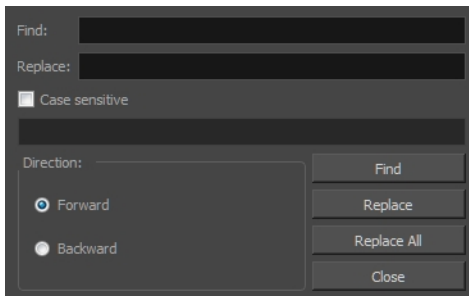 Find:
Replace:
Case sensitive
Direction:
Forward
Backward
Find
Replace
Replace All
Close